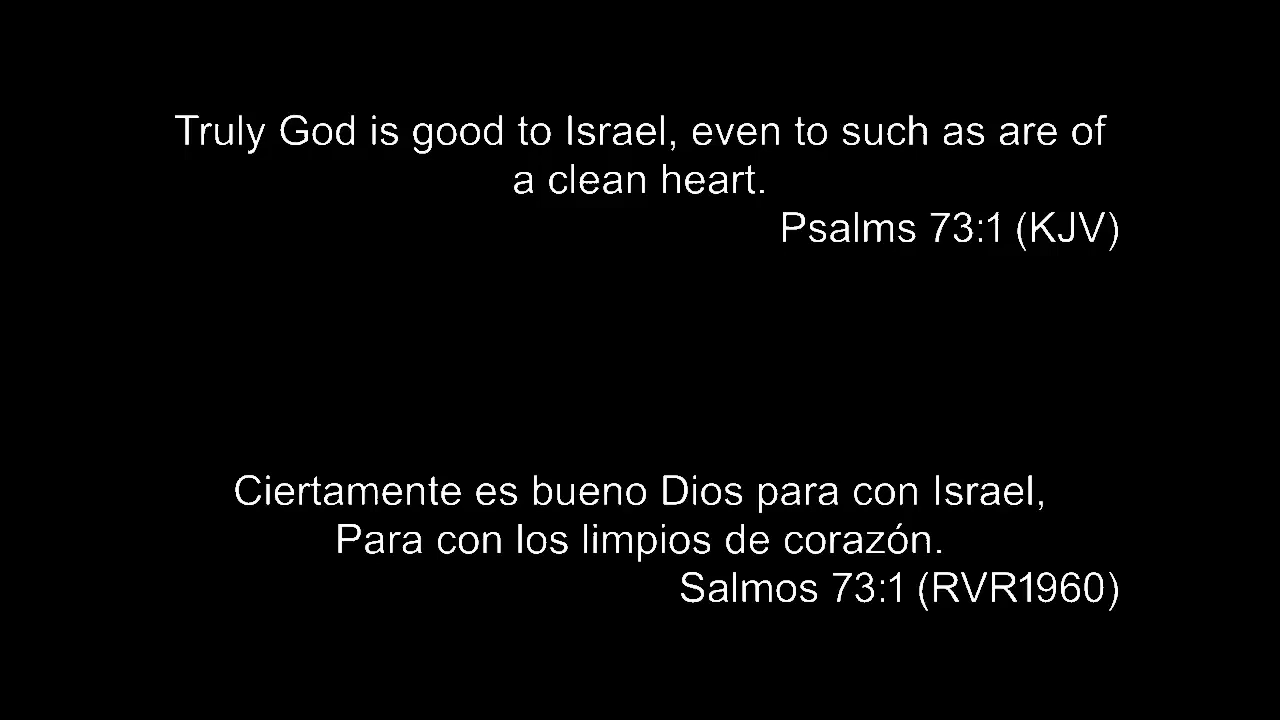 Truly God is good to Israel, even to such as are of
a clean heart.
Psalms 73:1 (KJV)
Ciertamente es bueno Dios para con Israel,
Para con los limpios de corazón.
Salmos 73:1 (RVR1960)